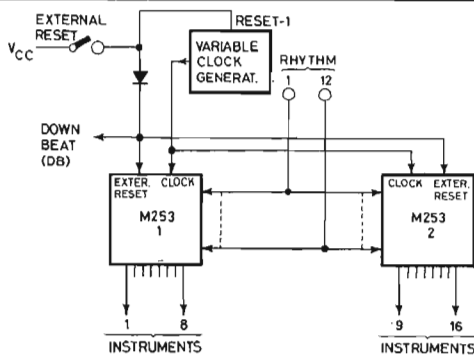 EXTERNAL
RESET
VCC
RESET-1
VARIABLE
CLOCK
GENERAT.
RHYTHM
1 12
DOWN
BEAT
(DB)
EXTER. CLOCK
RESET
M253
1
CLOCK EXTER.
RESET
M253
2
1 8
INSTRUMENTS
9 16
INSTRUMENTS